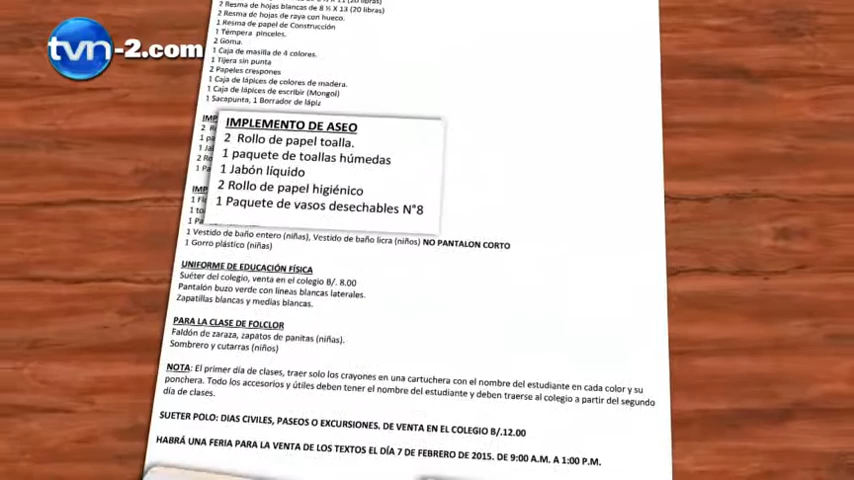 tvn-2.com
2 Resma de hojas blancas de 8 ½ X 13 (20 libras)
2 Resma de hojas de raya con hueco.
1 Resma de papel de Construcción
1 Tempera pinceles.
2 Goma.
1 Caja de masilla de 4 colores.
1 Tijera sin punta
2 Papeles crespones
1 Caja de lápices de colores de madera.
1 Caja de lápices de escribir (Mongol)
1 Sacapunta, 1 Borrador de lápiz
IMPLEMENTO DE ASEO
2 Rollo de papel toalla.
1 paquete de toallas húmedas
1 Jabón líquido
2 Rollo de papel higiénico
1 Paquete de vasos desechables N°8
1 Vestido de baño entero (niñas), Vestido de baño licra (niños) NO PANTALON CORTO
1 Gorro plástico (niñas)
UNIFORME DE EDUCACIÓN FÍSICA
Suéter del colegio, venta en el colegio B/. 8.00
Pantalón buzo verde con líneas blancas laterales.
Zapatillas blancas y medias blancas.
PARA LA CLASE DE FOLCLOR
Faldón de zaraza, zapatos de panitas (niñas).
Sombrero y cutarras (niños)
NOTA: El primer día de clases, traer solo los crayones en una cartuchera con el nombre del estudiante en cada color y su
ponchera. Todo los accesorios y útiles deben tener el nombre del estudiante y deben traerse al colegio a partir del segundo
día de clases.
SUETER POLO: DIAS CIVILES, PASEOS O EXCURSIONES. DE VENTA EN EL COLEGIO B/.12.00
HABRÁ UNA FERIA PARA LA VENTA DE LOS TEXTOS EL DÍA 7 DE FEBRERO DE 2015. DE 9:00 A.M. A 1:00 P.M.